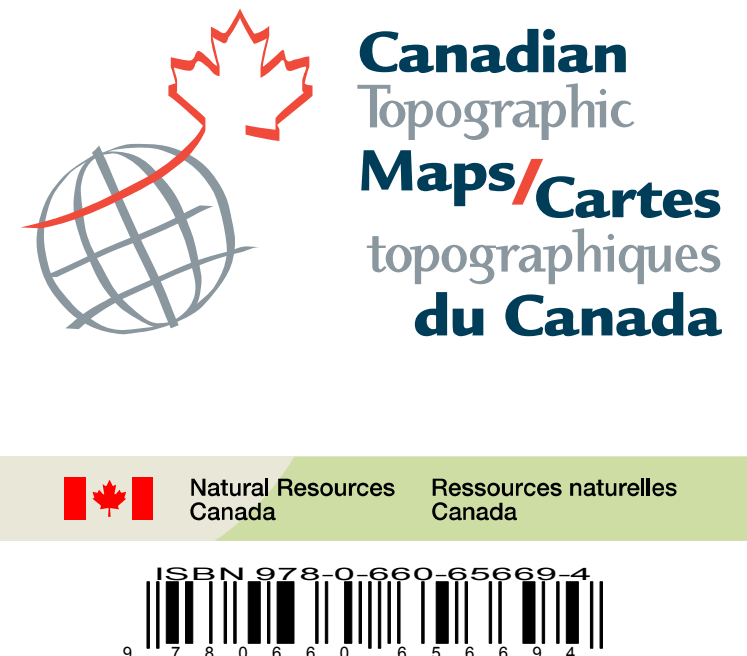 Canadian
Topographic
Maps/Cartes
topographiques
du Canada
Natural Resources
Canada
Ressources naturelles
Canada
ISBN 978-0-660-65669-4
9 780660 656694